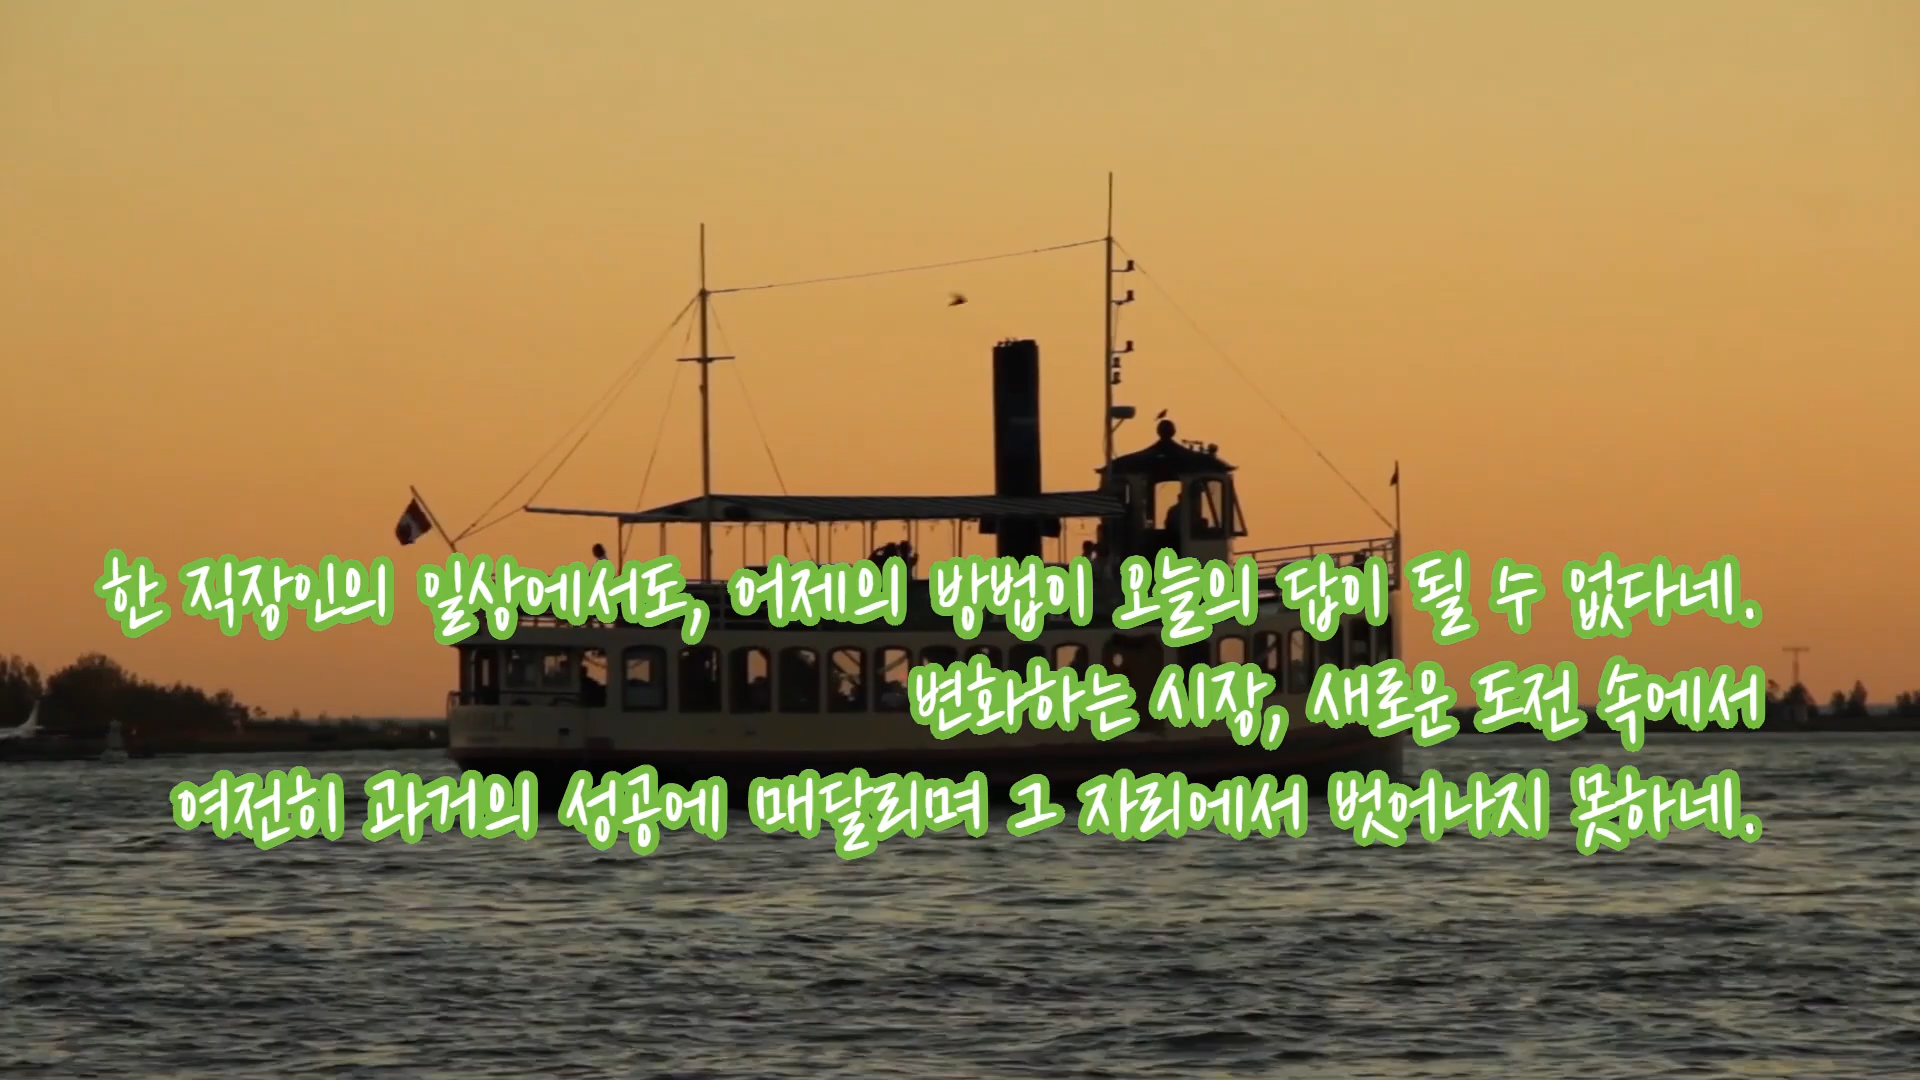 한 직장인의 일상에서도, 어제의 방법이 오늘의 답이 될 수 없다네.
변화하는 시장, 새로운 도전 속에서
여전히 과거의 성공에 매달리며 그 자리에서 벗어나지 못하네.